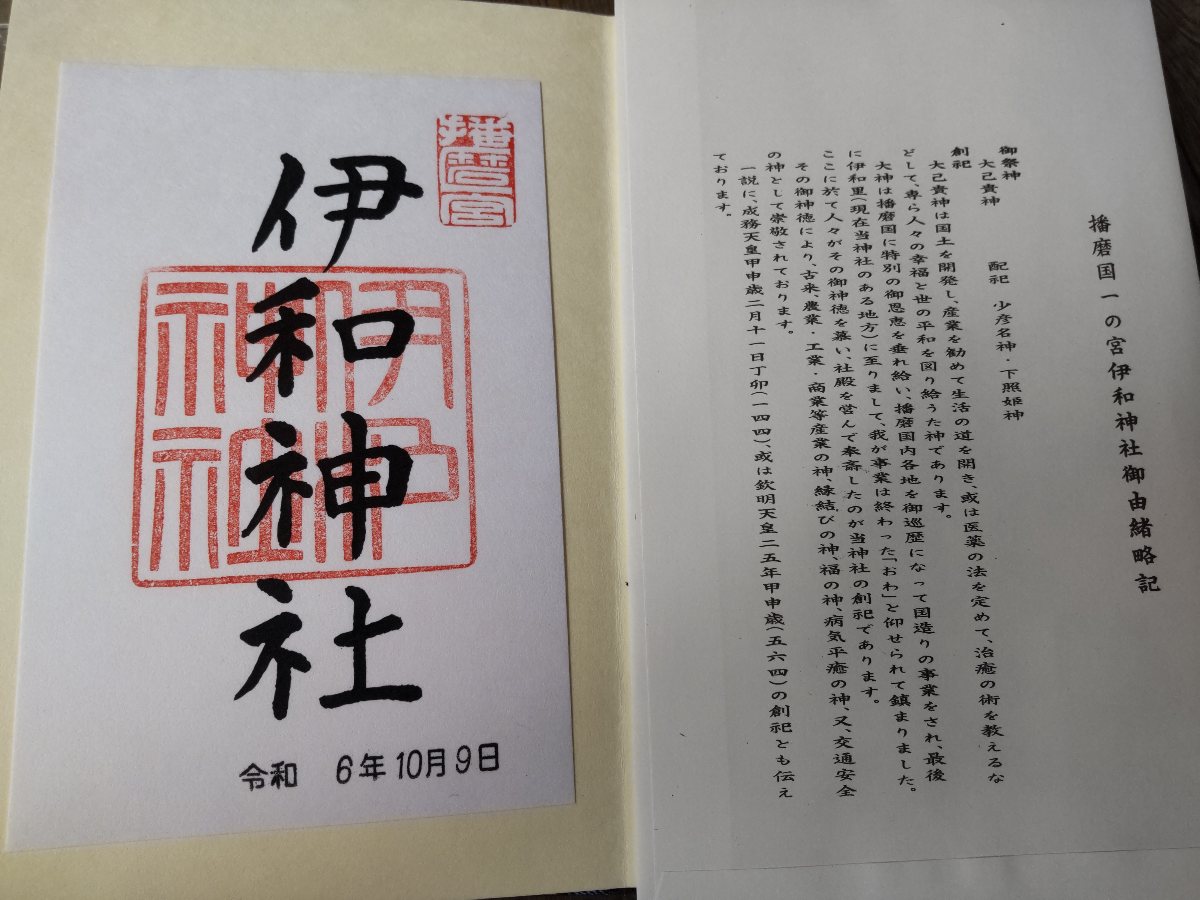 播磨宮
伊和神社
伊和神社
令和 6年10月9日
播磨国一の宮伊和神社御由緒略記
御祭神
大己貴神 配祀 少彦名神・下照姫神
創祀
大己貴神は国土を開発し、産業を勧めて生活の道を開き、或は医薬の法を定めて、治癒の術を教えるな
どして、専ら人々の幸福と世の平和を図り給うた神であります。
大神は播磨国に特別の御恩恵を垂れ給い、播磨国内各地を御巡歴になって国造りの事業をされ、最後
に伊和里(現在当神社のある地方)に至りまして、我が事業は終わった「おわ」と仰せられて鎮まりました。
ここに於て人々がその御神徳を慕い、社殿を営んで奉斎したのが当神社の創祀であります。
その御神徳により、古来、農業・工業・商業等産業の神、縁結びの神、福の神、病気平癒の神、又、交通安全
の神として崇敬されております。
一説に、成務天皇甲申歳二月十一日丁卯(一四四)、或は欽明天皇二五年甲申歳(五六四)の創祀とも伝え
ております。